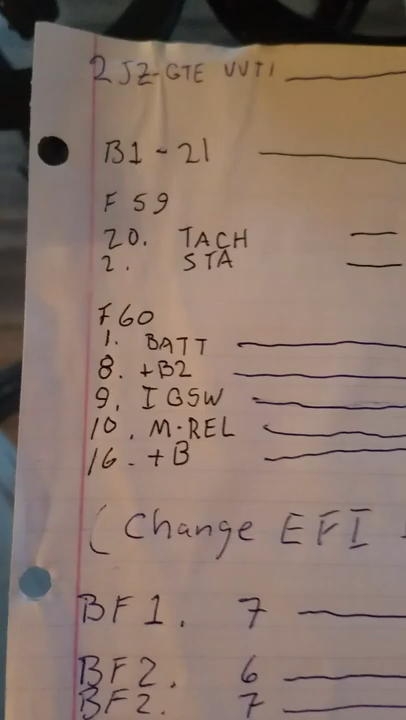 2JZ-GTE VVTI
B1-21
F 59
20. TACH
2. STA
F60
1. BATT
8. +B2
9. IGSW
10. M-REL
16. +B
(Change EFI
BF1. 7
BF2. 6
BF2. 7